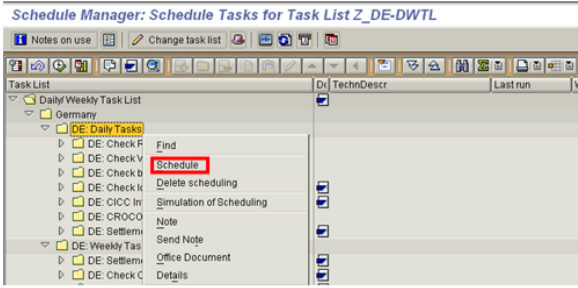 Schedule Manager: Schedule Tasks for Task List Z_DE-DWTL
Notes on use
Change task list
Task List
TechnDescr
Last run
Daily/Weekly Task List
Germany
DE: Daily Tasks
DE: Check
DE: Check
DE: Check
DE: Check
DE: CICC
DE: CROCO
DE: Settlem
DE: Weekly Tas
DE: Settlem
DE: Check
Find
Schedule
Delete scheduling
Simulation of Scheduling
Note
Send Note
Office Document
Details